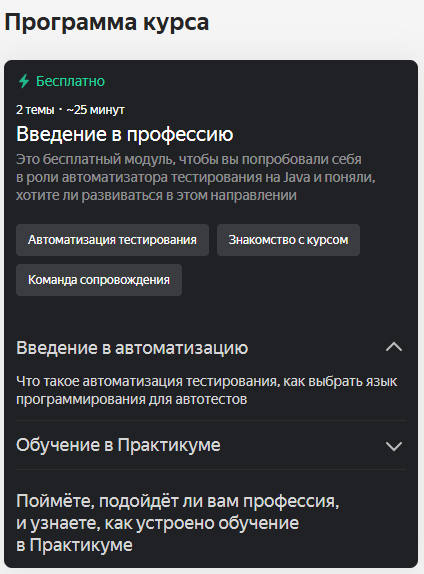 Программа курса
Бесплатно
2 темы · ~25 минут
Введение в профессию
Это бесплатный модуль, чтобы вы попробовали себя
в роли автоматизатора тестирования на Java и поняли,
хотите ли развиваться в этом направлении
Автоматизация тестирования
Знакомство с курсом
Команда сопровождения
Введение в автоматизацию
Что такое автоматизация тестирования, как выбрать язык
программирования для автотестов
Обучение в Практикуме
Поймёте, подойдёт ли вам профессия,
и узнаете, как устроено обучение
в Практикуме